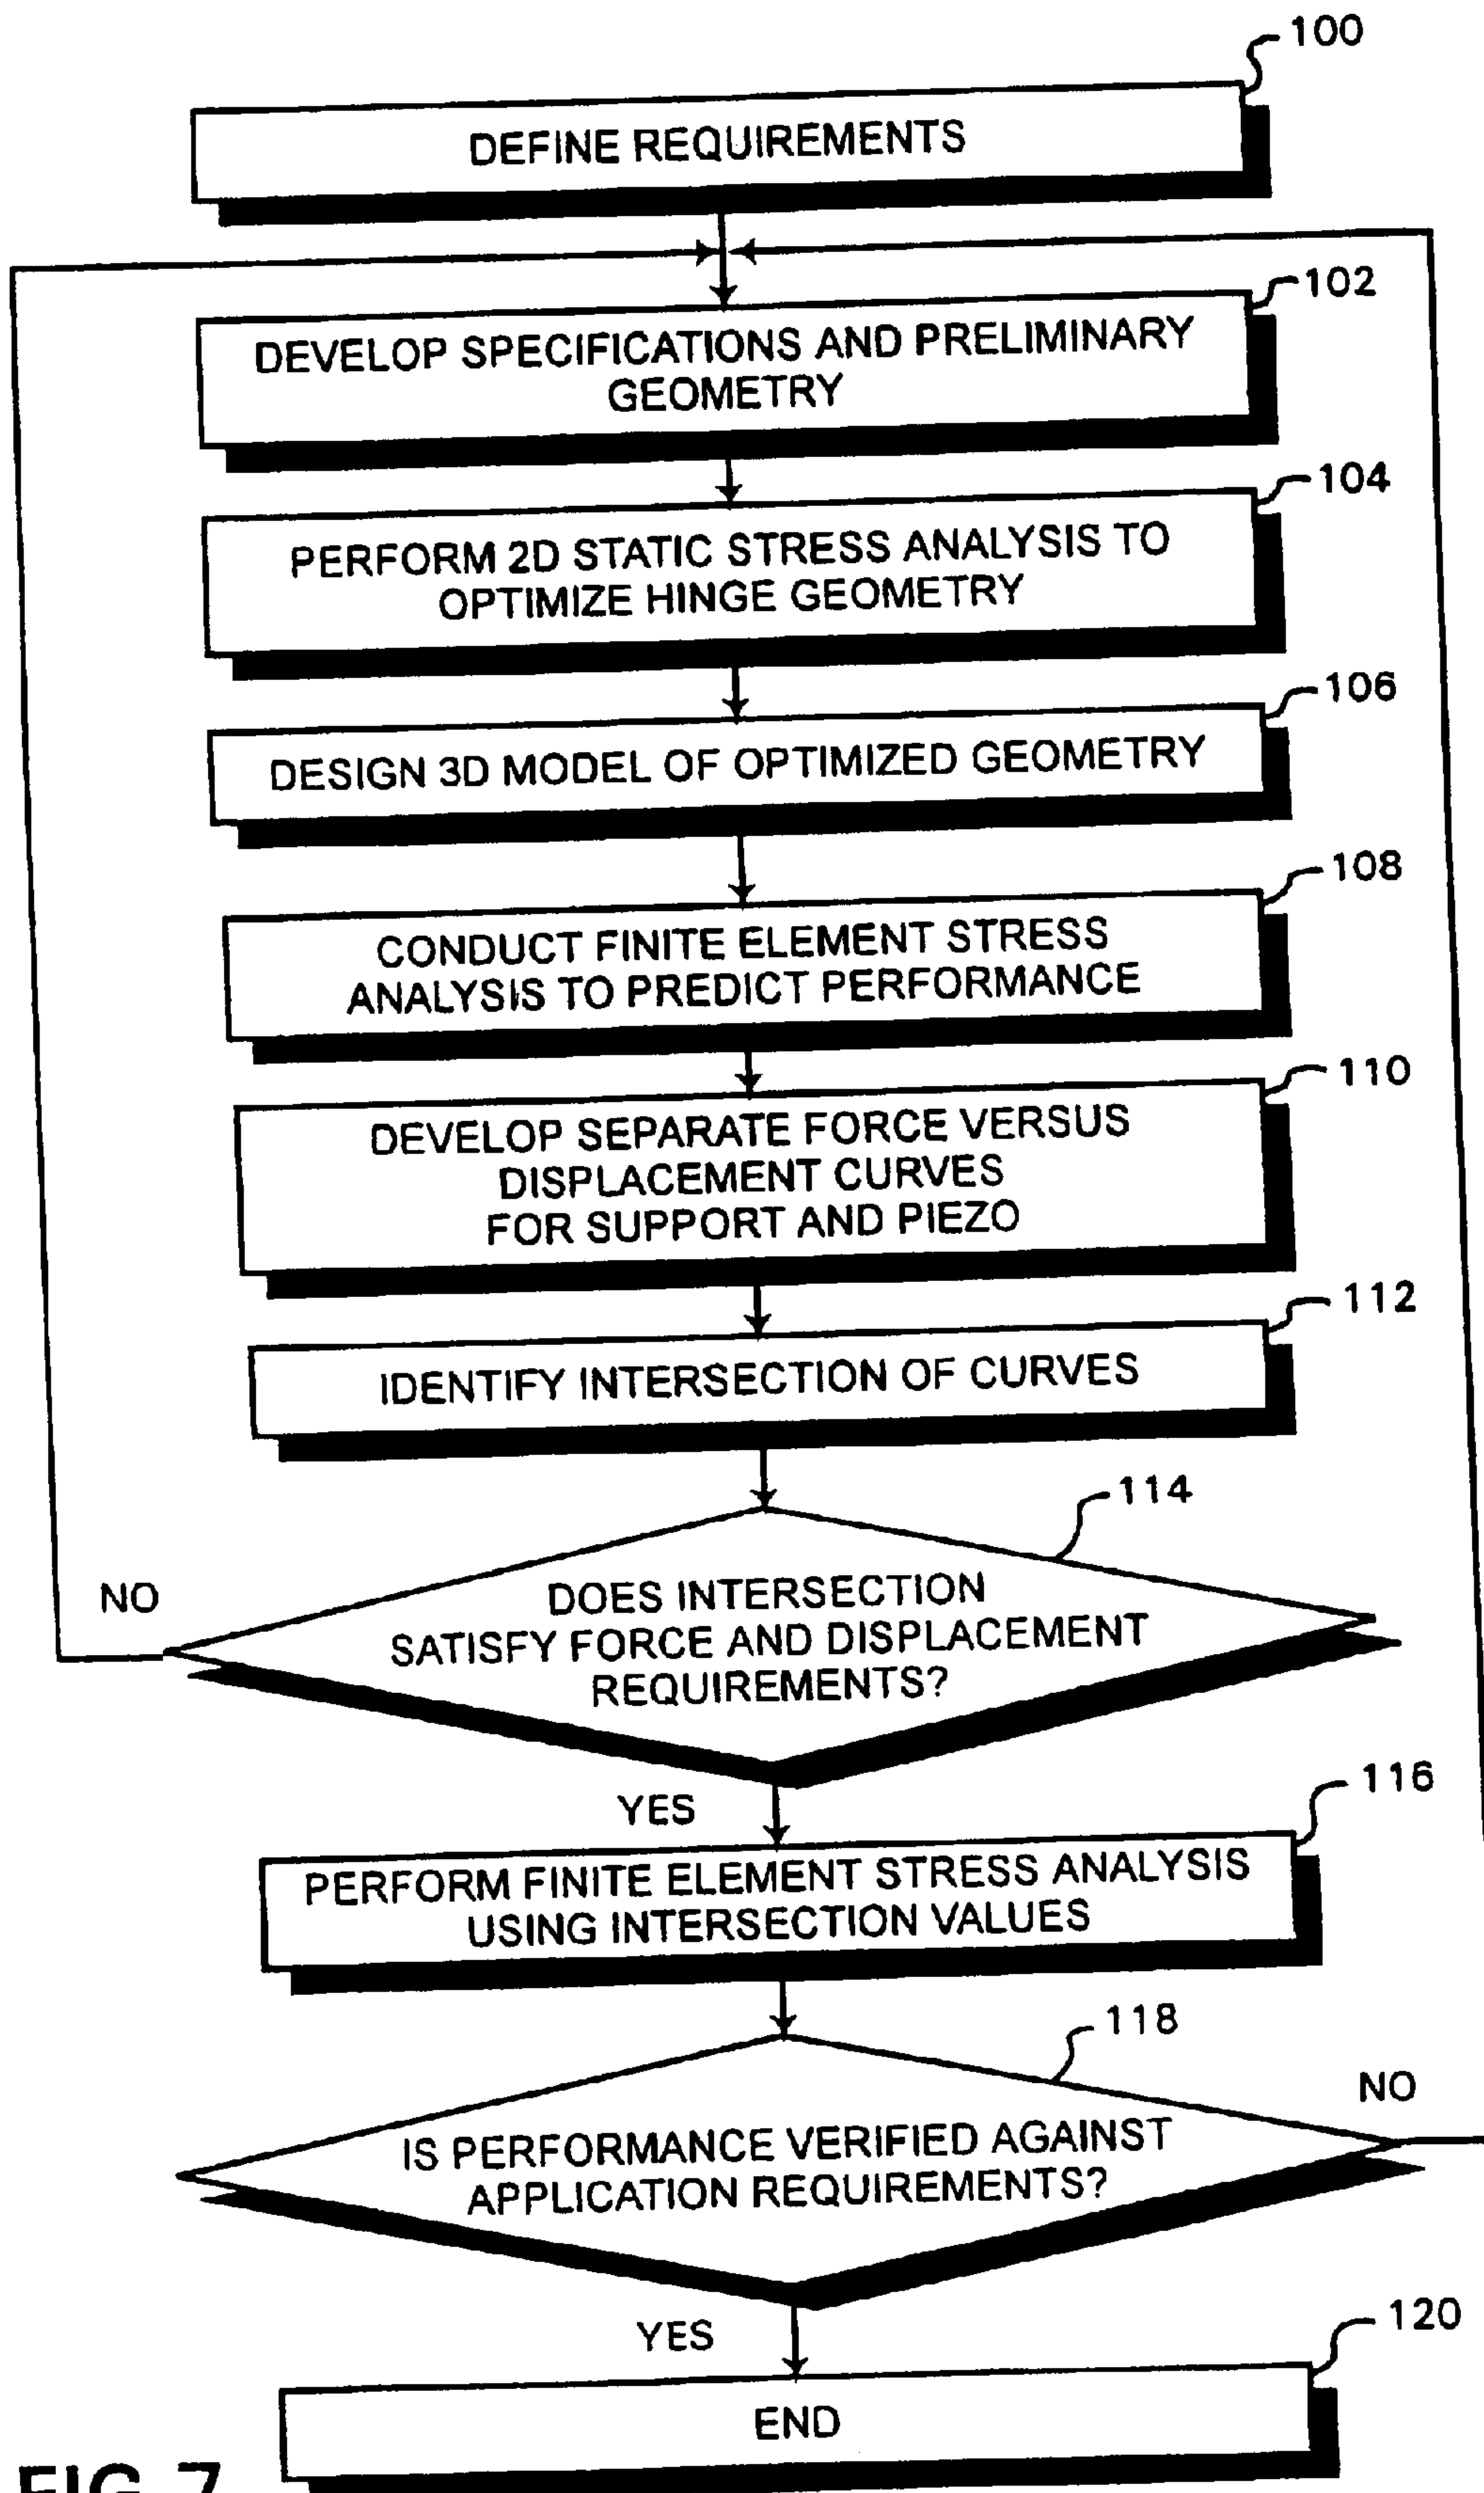 100
DEFINE REQUIREMENTS
102
DEVELOP SPECIFICATIONS AND PRELIMINARY
GEOMETRY
104
PERFORM 2D STATIC STRESS ANALYSIS TO
OPTIMIZE HINGE GEOMETRY
106
DESIGN 3D MODEL OF OPTIMIZED GEOMETRY
108
CONDUCT FINITE ELEMENT STRESS
ANALYSIS TO PREDICT PERFORMANCE
110
DEVELOP SEPARATE FORCE VERSUS
DISPLACEMENT CURVES
FOR SUPPORT AND PIEZO
112
IDENTIFY INTERSECTION OF CURVES
114
NO
DOES INTERSECTION
SATISFY FORCE AND DISPLACEMENT
REQUIREMENTS?
YES
116
PERFORM FINITE ELEMENT STRESS ANALYSIS
USING INTERSECTION VALUES
118
NO
IS PERFORMANCE VERIFIED AGAINST
APPLICATION REQUIREMENTS?
YES
120
END
FIG 7